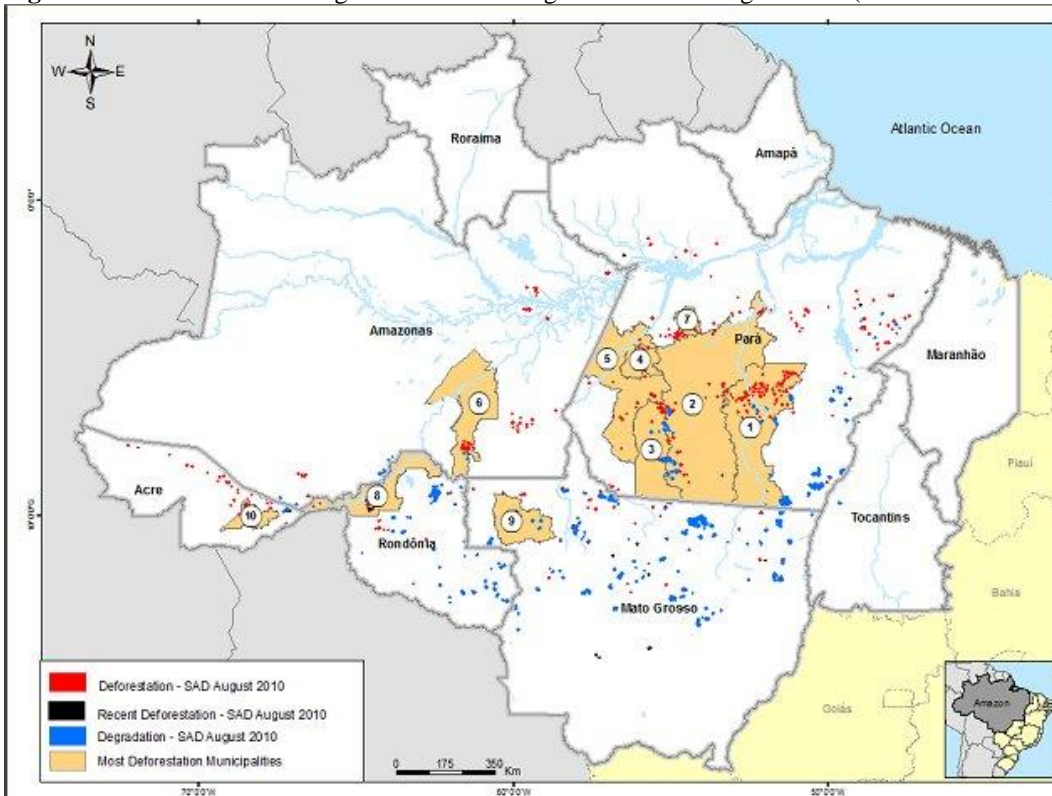 N
W E
S
Roraima
Amapà
Atlantic Ocean
Amazonas
7
Pará
5
4
Maranhão
6
2
1
3
Piauí
Acre
8
10
9
Tocantins
Rondônia
Bahia
Mato Grosso
Goiás
Deforestation - SAD August 2010
Recent Deforestation - SAD August 2010
Degradation - SAD August 2010
Most Deforestation Municipalities
0 175 350
Km
Amazon